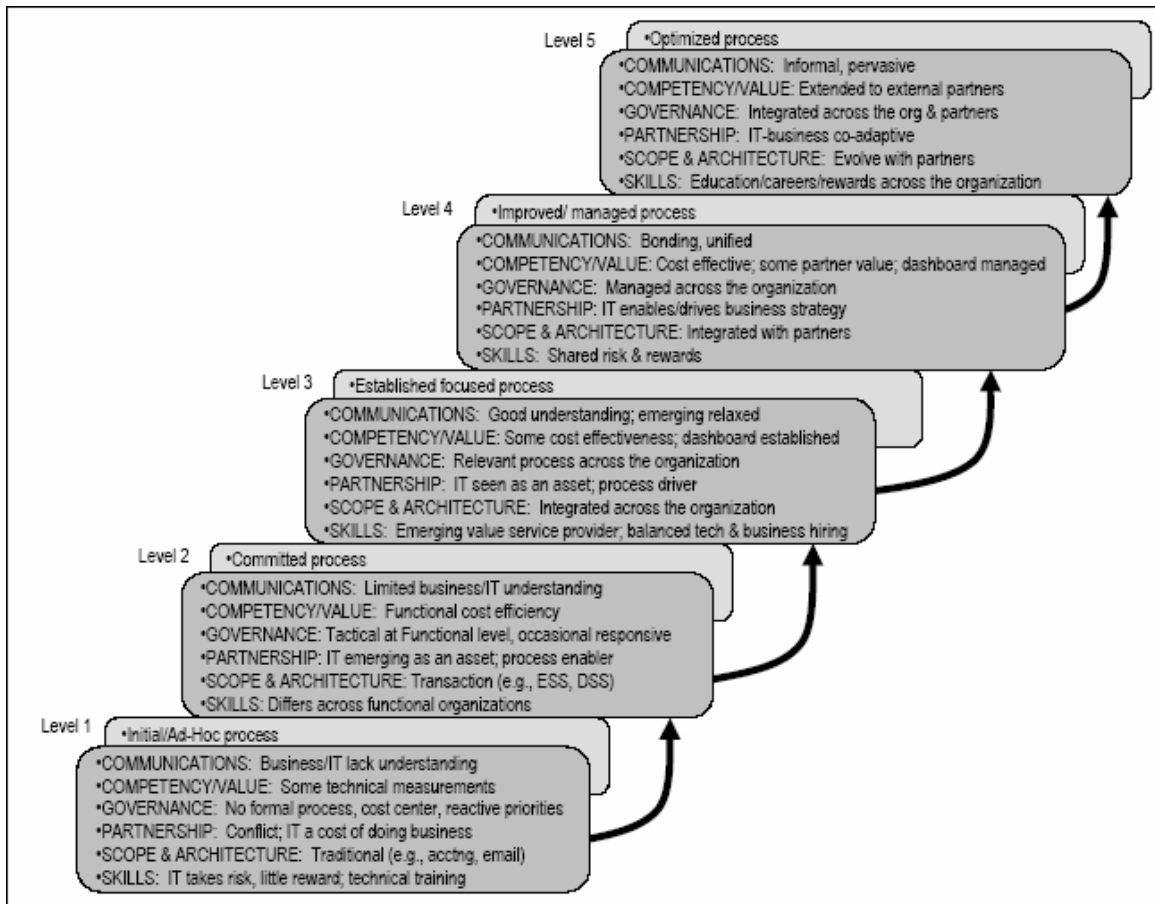 Level 5
•Optimized process
•COMMUNICATIONS: Informal, pervasive
•COMPETENCY/VALUE: Extended to external partners
•GOVERNANCE: Integrated across the org & partners
•PARTNERSHIP: IT-business co-adaptive
•SCOPE & ARCHITECTURE: Evolve with partners
•SKILLS: Education/careers/rewards across the organization
Level 4
•Improved/ managed process
•COMMUNICATIONS: Bonding, unified
•COMPETENCY/VALUE: Cost effective; some partner value; dashboard managed
•GOVERNANCE: Managed across the organization
•PARTNERSHIP: IT enables/drives business strategy
•SCOPE & ARCHITECTURE: Integrated with partners
•SKILLS: Shared risk & rewards
Level 3
•Established focused process
•COMMUNICATIONS: Good understanding; emerging relaxed
•COMPETENCY/VALUE: Some cost effectiveness; dashboard established
•GOVERNANCE: Relevant process across the organization
•PARTNERSHIP: IT seen as an asset; process driver
•SCOPE & ARCHITECTURE: Integrated across the organization
•SKILLS: Emerging value service provider; balanced tech & business hiring
Level 2
•Committed process
•COMMUNICATIONS: Limited business/IT understanding
•COMPETENCY/VALUE: Functional cost efficiency
•GOVERNANCE: Tactical at Functional level, occasional responsive
•PARTNERSHIP: IT emerging as an asset; process enabler
•SCOPE & ARCHITECTURE: Transaction (e.g., ESS, DSS)
•SKILLS: Differs across functional organizations
Level 1
•Initial/Ad-Hoc process
•COMMUNICATIONS: Business/IT lack understanding
•COMPETENCY/VALUE: Some technical measurements
•GOVERNANCE: No formal process, cost center, reactive priorities
•PARTNERSHIP: Conflict; IT a cost of doing business
•SCOPE & ARCHITECTURE: Traditional (e.g., acctng, email)
•SKILLS: IT takes risk, little reward; technical training